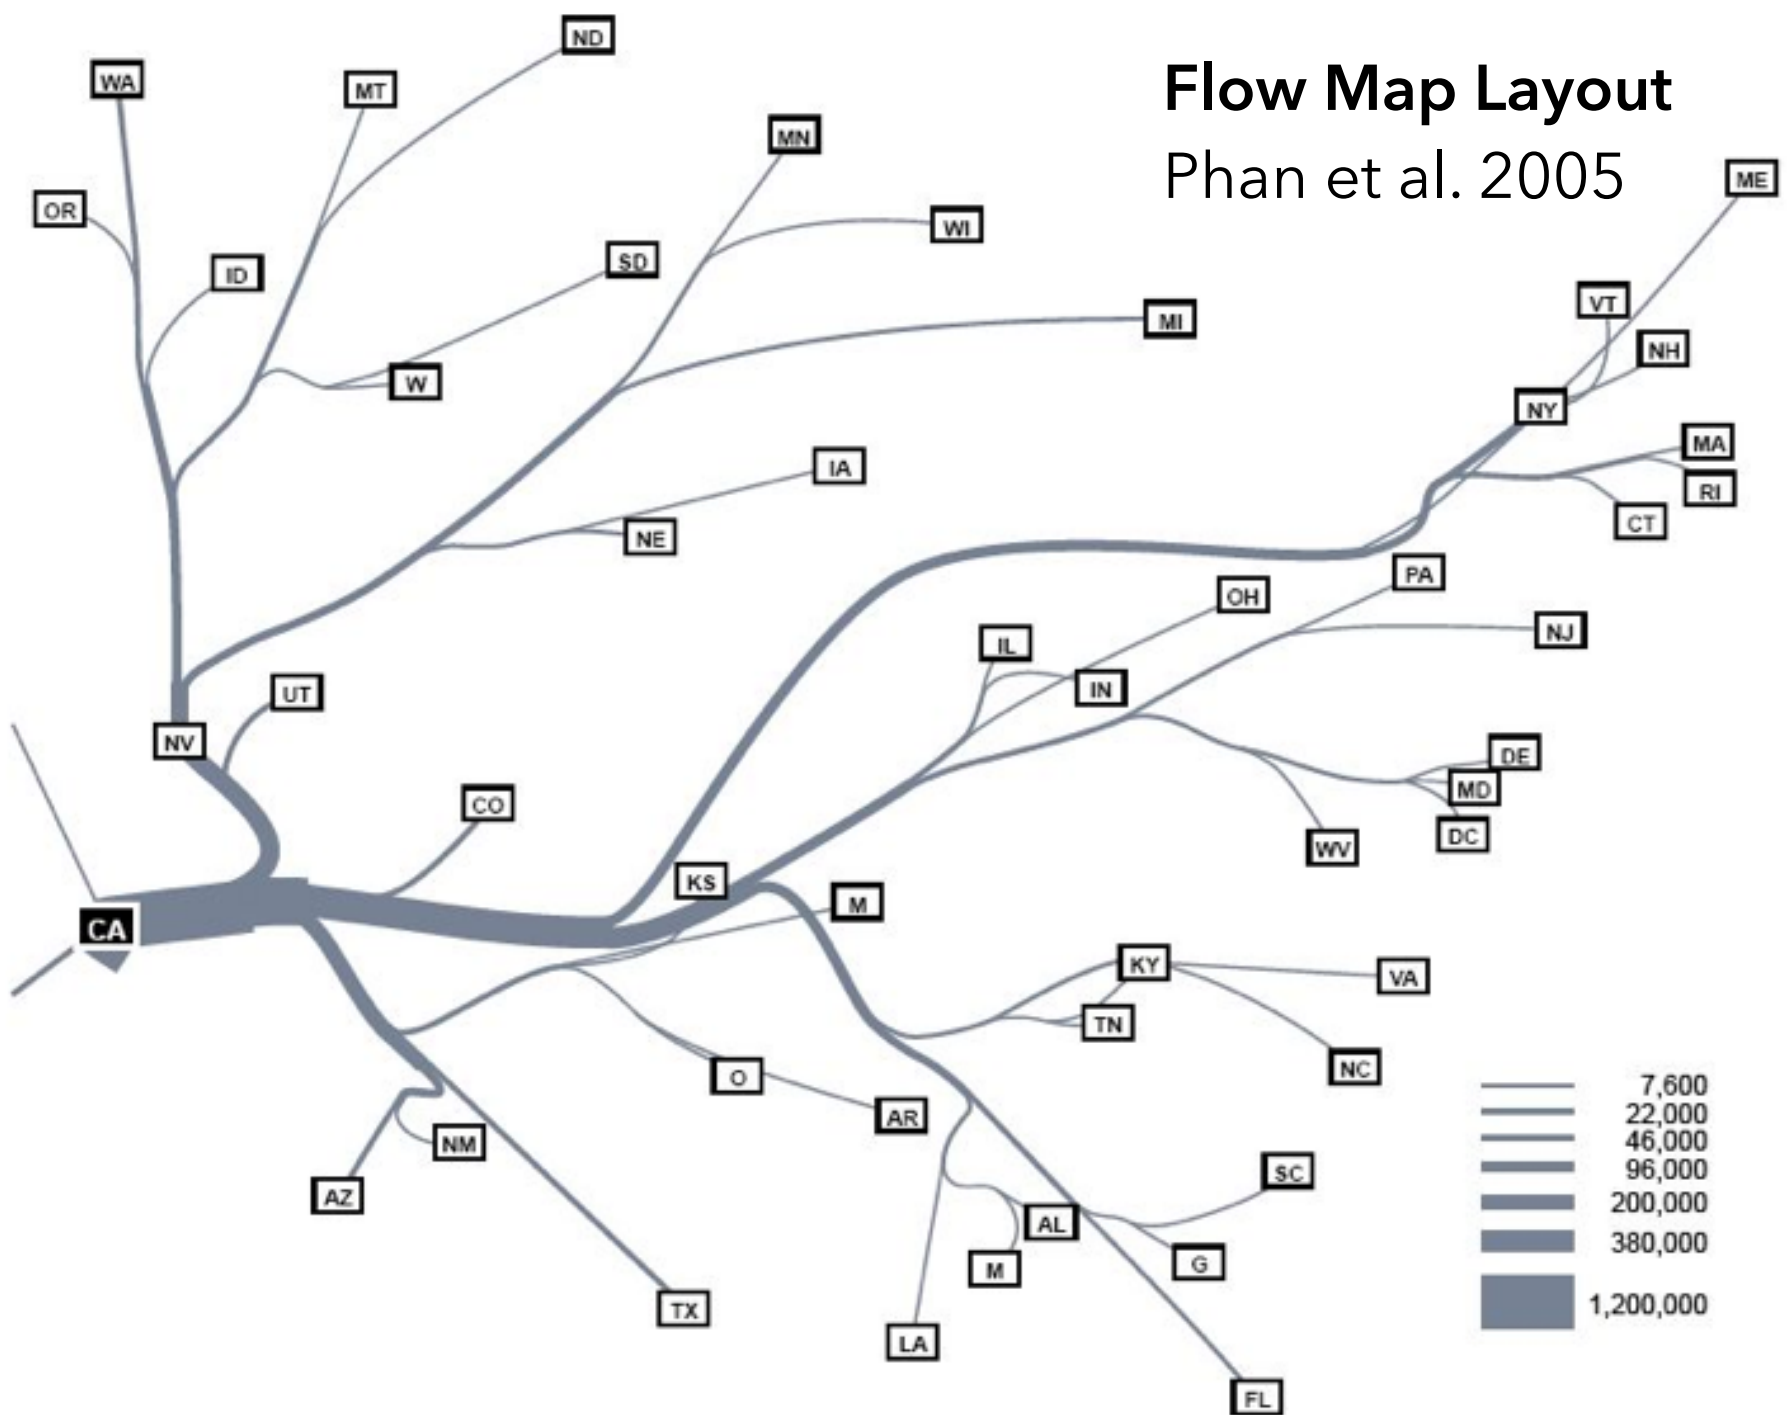 Flow Map Layout
Phan et al. 2005
ND
WA
MT
MN
ME
OR
WI
SD
ID
VT
MI
NH
W
NY
MA
IA
RI
CT
NE
PA
OH
NJ
IL
IN
UT
NV
DE
MD
CO
DC
WV
KS
M
CA
KY
VA
TN
NC
O
7,600
AR
22,000
NM
46,000
96,000
SC
AZ
200,000
AL
380,000
G
M
TX
1,200,000
LA
FL